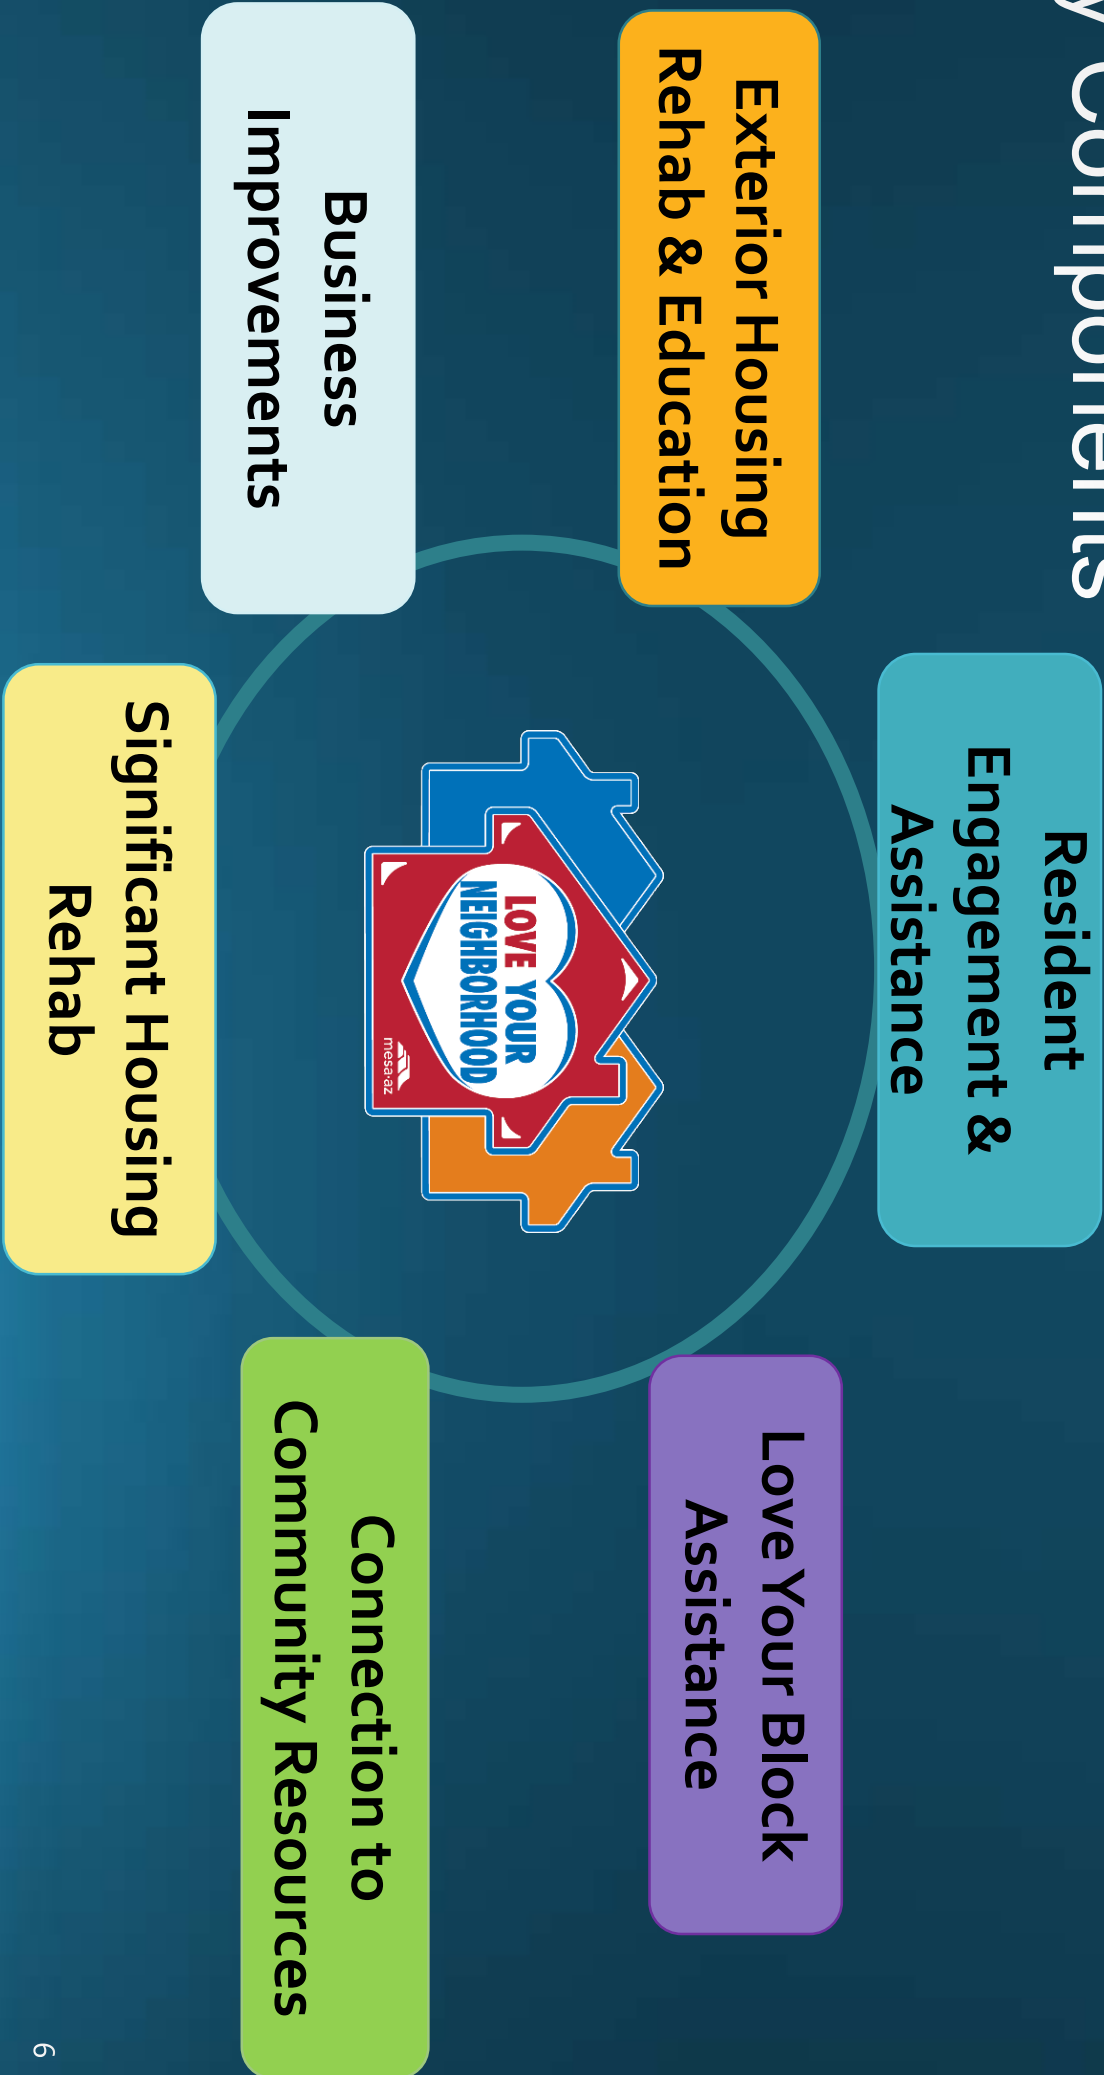 Components
Resident
Engagement &
Assistance
Exterior Housing
Rehab & Education
Love Your Block
Assistance
LOVE YOUR
NEIGHBORHOOD
mesa·az
Business
Improvements
Connection to
Community Resources
Significant Housing
Rehab
6